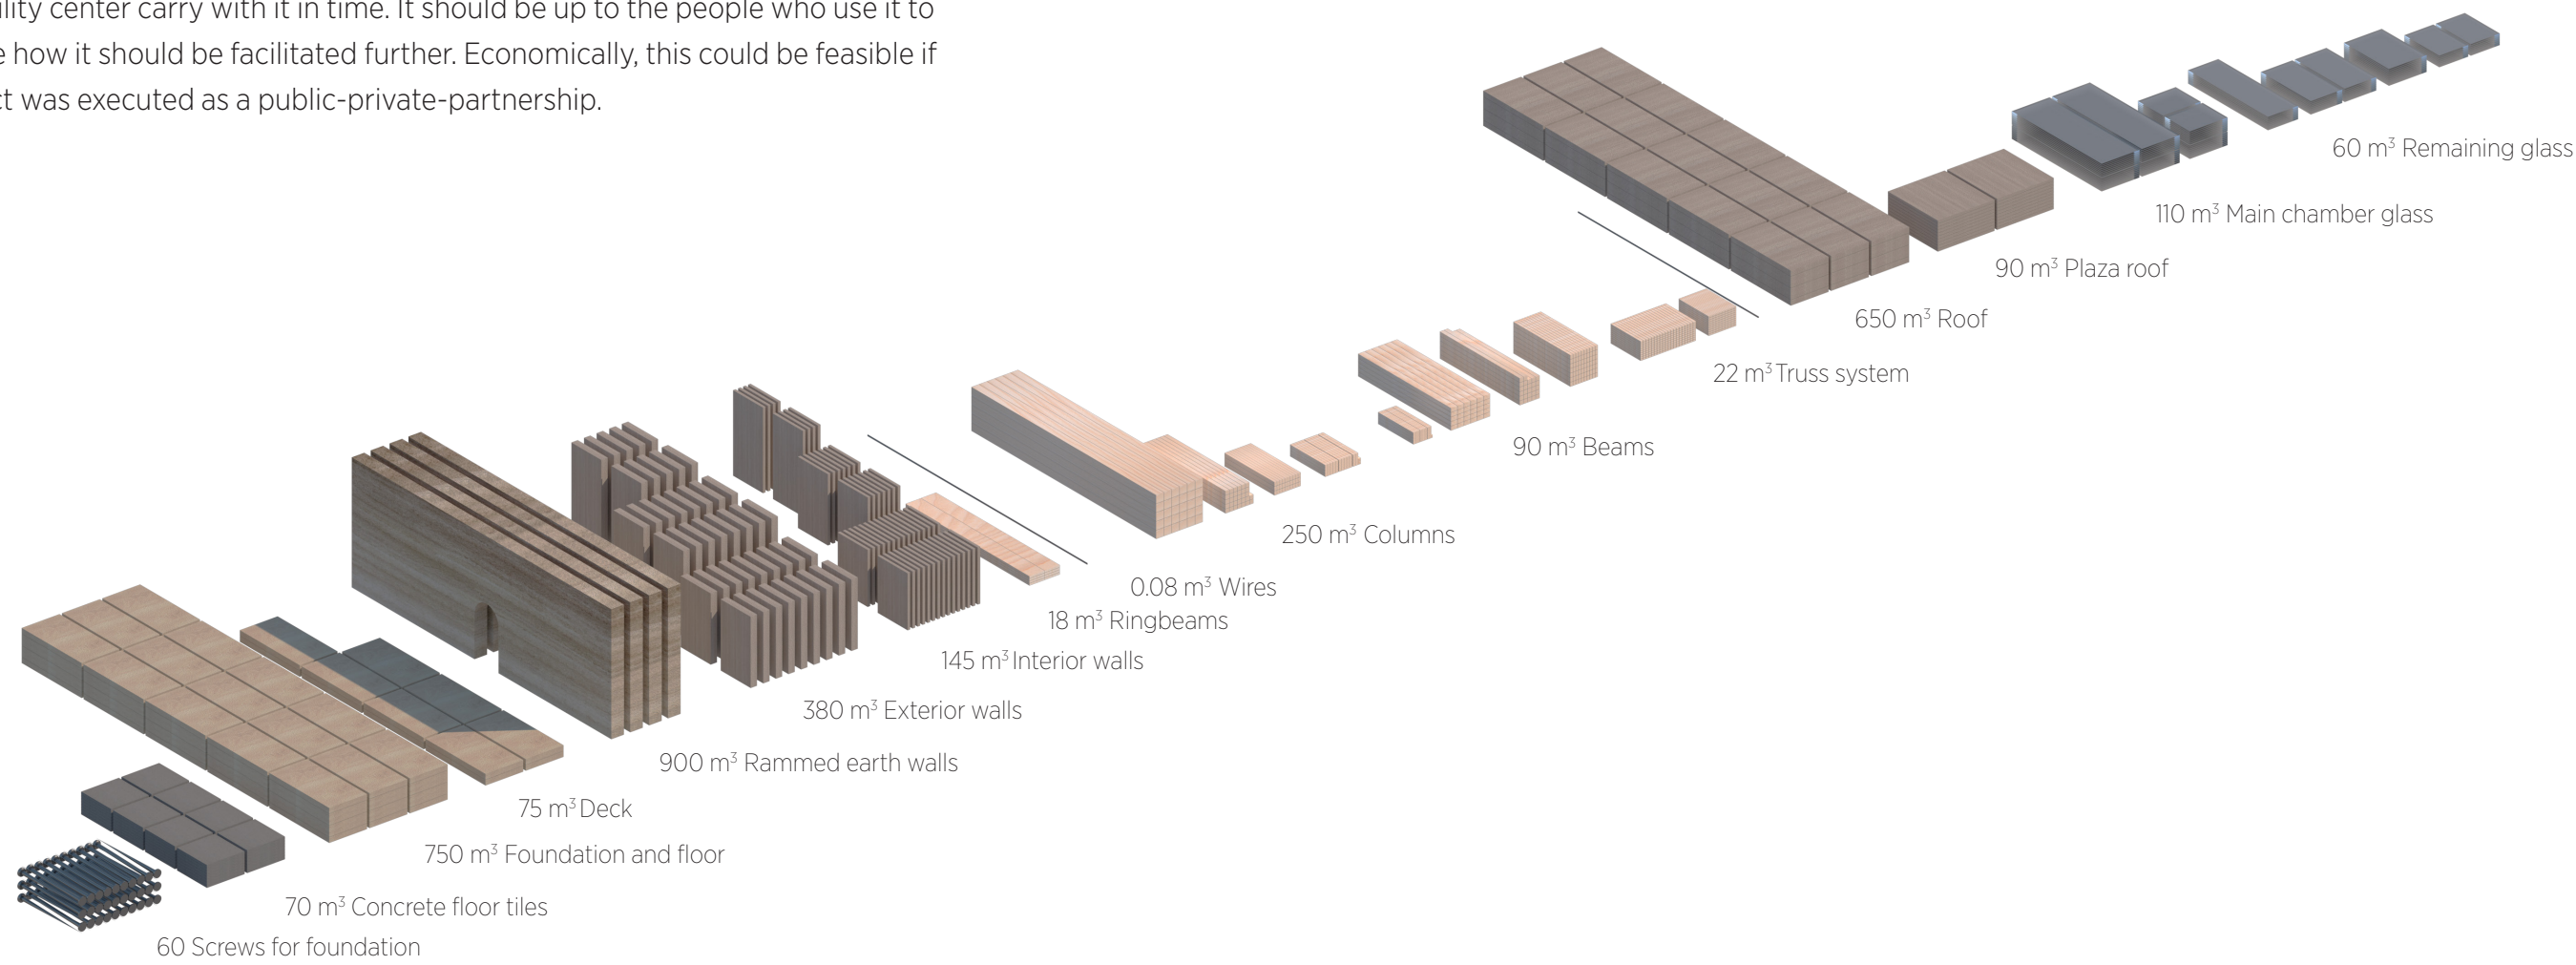 ility center carry with it in time. It should be up to the people who use it to
e how it should be facilitated further. Economically, this could be feasible if
ct was executed as a public-private-partnership.
60 m³ Remaining glass
110 m³ Main chamber glass
90 m³ Plaza roof
650 m³ Roof
22 m³ Truss system
90 m³ Beams
250 m³ Columns
0.08 m³ Wires
18 m³ Ringbeams
145 m³ Interior walls
380 m³ Exterior walls
900 m³ Rammed earth walls
75 m³ Deck
750 m³ Foundation and floor
70 m³ Concrete floor tiles
60 Screws for foundation